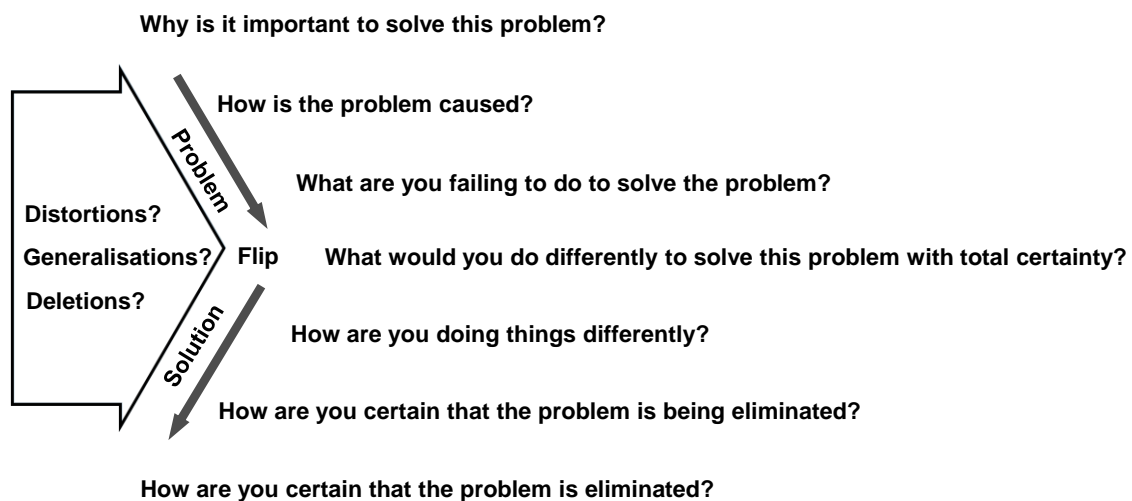 Why is it important to solve this problem?
How is the problem caused?
Problem
What are you failing to do to solve the problem?
Distortions?
Generalisations?
Deletions?
Flip
What would you do differently to solve this problem with total certainty?
Solution
How are you doing things differently?
How are you certain that the problem is being eliminated?
How are you certain that the problem is eliminated?